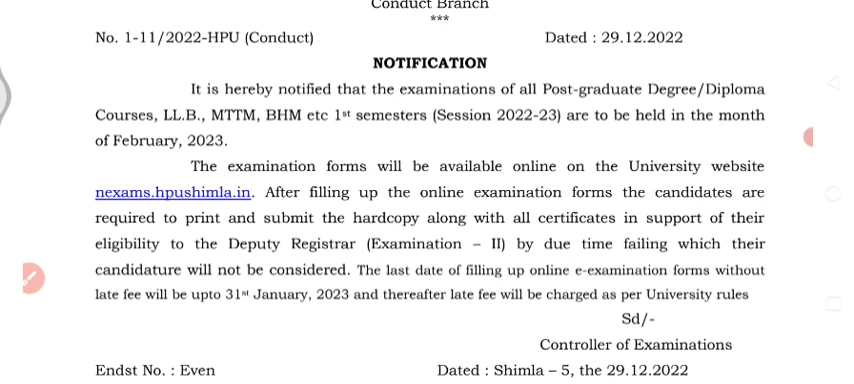 Conduct Branch
***
No. 1-11/2022-HPU (Conduct) Dated : 29.12.2022
NOTIFICATION
It is hereby notified that the examinations of all Post-graduate Degree/Diploma
Courses, LL.B., MTTM, BHM etc 1st semesters (Session 2022-23) are to be held in the month
of February, 2023.
The examination forms will be available online on the University website
nexams.hpushimla.in. After filling up the online examination forms the candidates are
required to print and submit the hardcopy along with all certificates in support of their
eligibility to the Deputy Registrar (Examination – II) by due time failing which their
candidature will not be considered. The last date of filling up online e-examination forms without
late fee will be upto 31st January, 2023 and thereafter late fee will be charged as per University rules
Sd/-
Controller of Examinations
Endst No. : Even Dated : Shimla – 5, the 29.12.2022